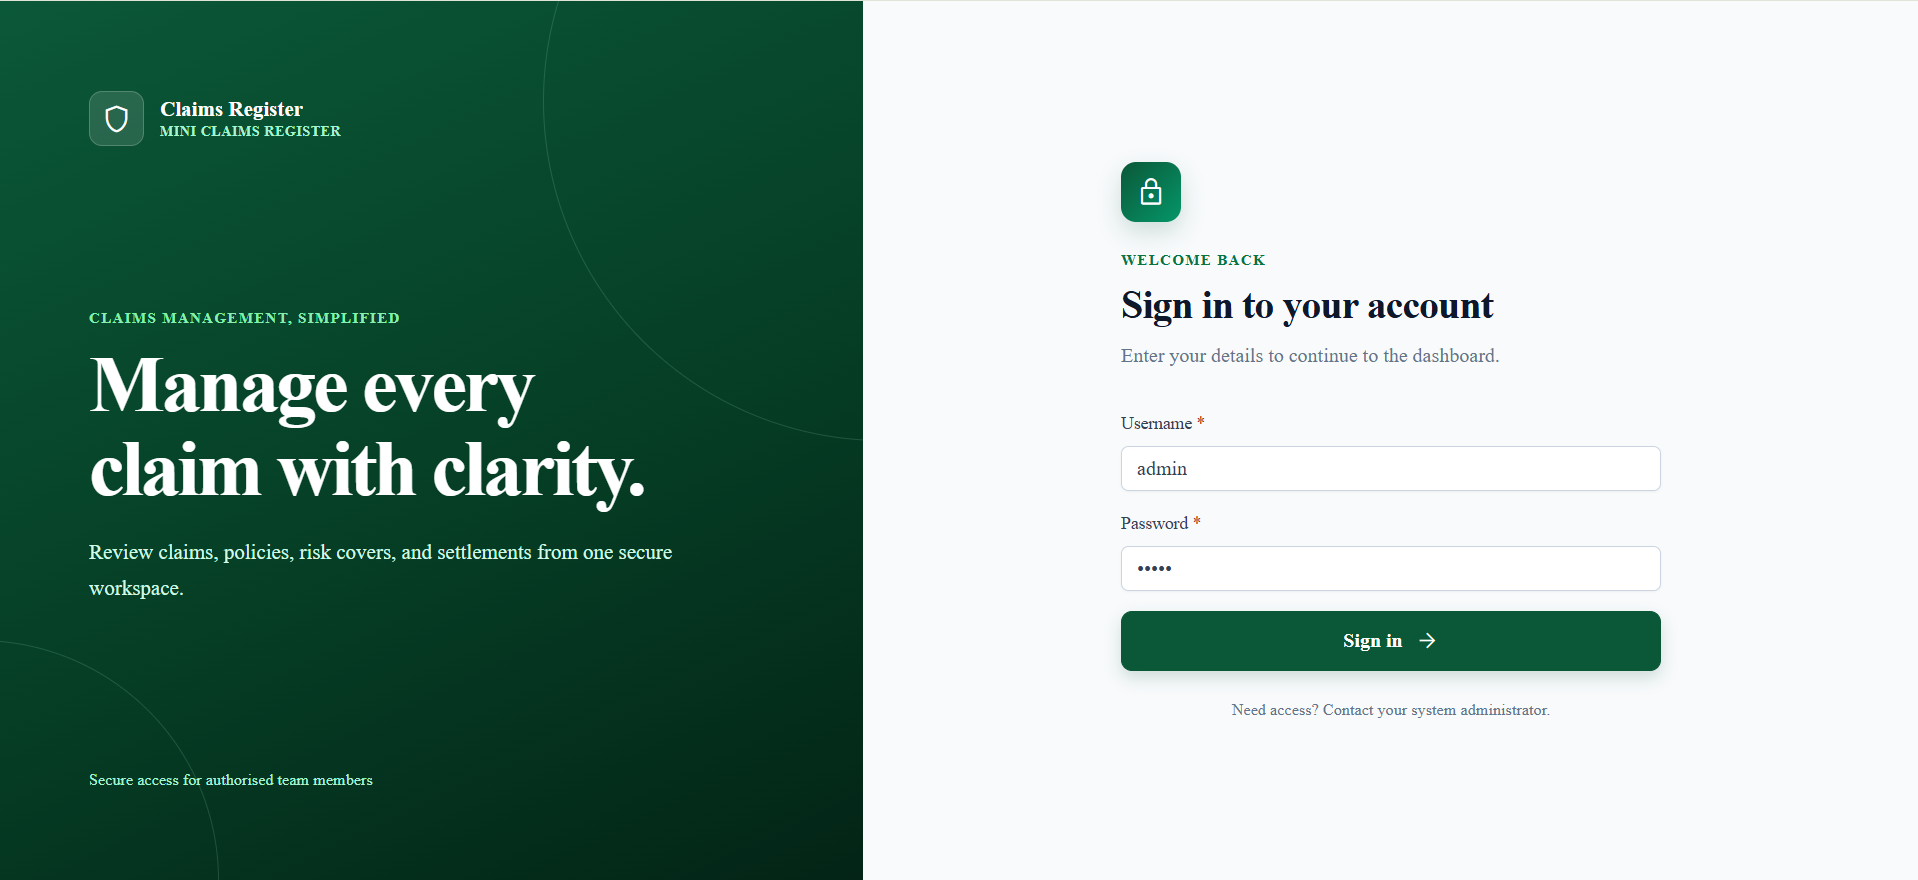 Claims Register
MINI CLAIMS REGISTER
CLAIMS MANAGEMENT, SIMPLIFIED
Manage every
claim with clarity.
Review claims, policies, risk covers, and settlements from one secure
workspace.
Secure access for authorised team members
WELCOME BACK
Sign in to your account
Enter your details to continue to the dashboard.
Username *
admin
Password *
•••••
Sign in →
Need access? Contact your system administrator.